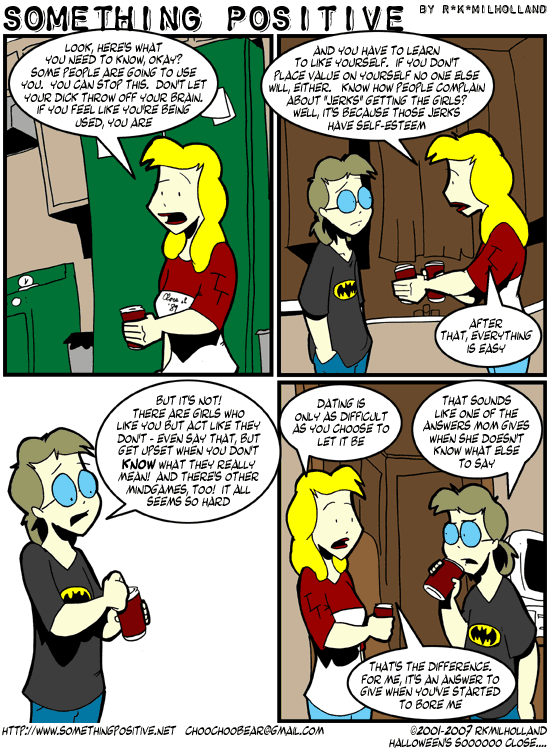 SOMETHING POSITIVE BY R*K*MILHOLLAND
LOOK, HERE'S WHAT
YOU NEED TO KNOW, OKAY?
SOME PEOPLE ARE GOING TO USE
YOU. YOU CAN STOP THIS. DON'T LET
YOUR DICK THROW OFF YOUR BRAIN.
IF YOU FEEL LIKE YOU'RE BEING
USED, YOU ARE
AND YOU HAVE TO LEARN
TO LIKE YOURSELF. IF YOU DON'T
PLACE VALUE ON YOURSELF NO ONE ELSE
WILL, EITHER. KNOW HOW PEOPLE COMPLAIN
ABOUT "JERKS" GETTING THE GIRLS?
WELL, IT'S BECAUSE THOSE JERKS
HAVE SELF-ESTEEM
AFTER
THAT, EVERYTHING
IS EASY
BUT IT'S NOT!
THERE ARE GIRLS WHO
LIKE YOU BUT ACT LIKE THEY
DON'T - EVEN SAY THAT, BUT
GET UPSET WHEN YOU DON'T
KNOW WHAT THEY REALLY
MEAN! AND THERE'S OTHER
MINDGAMES, TOO! IT ALL
SEEMS SO HARD
DATING IS
ONLY AS DIFFICULT
AS YOU CHOOSE TO
LET IT BE
THAT SOUNDS
LIKE ONE OF THE
ANSWERS MOM GIVES
WHEN SHE DOESN'T
KNOW WHAT ELSE
TO SAY
THAT'S THE DIFFERENCE.
FOR ME, IT'S AN ANSWER TO
GIVE WHEN YOU'VE STARTED
TO BORE ME
HTTP://WWW.SOMETHINGPOSITIVE.NET CHOOCHOOBEAR@GMAIL.COM
©2001-2007 RKMILHOLLAND
HALLOWEEN'S SOOOOOO CLOSE....